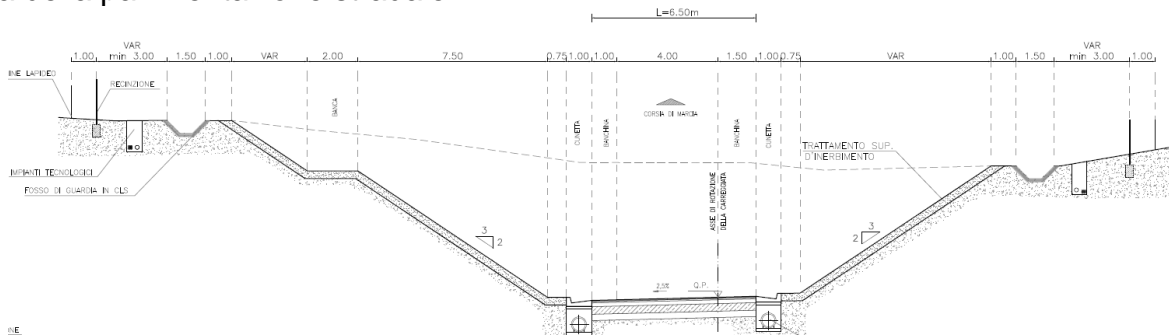 L=6.50m
VAR
VAR
1.00 min 3.00 1.50 1.00 VAR 2.00 7.50 0.75 1.00 1.00 4.00 1.50 1.00 0.75 VAR 1.00 1.50 min 3.00 1.00
INE LAPIDEO
RECINZIONE
BANCA
CUNETTA
BANCHINA
CORSIA DI MARCIA
BANCHINA
CUNETTA
TRATTAMENTO SUP.
D'INERBIMENTO
IMPIANTI TECNOLOGICI
FOSSO DI GUARDIA IN CLS
ASSE DI ROTAZIONE
DELLA CARREGGIATA
3
2
3
2
2,5%
Q.P.
INE